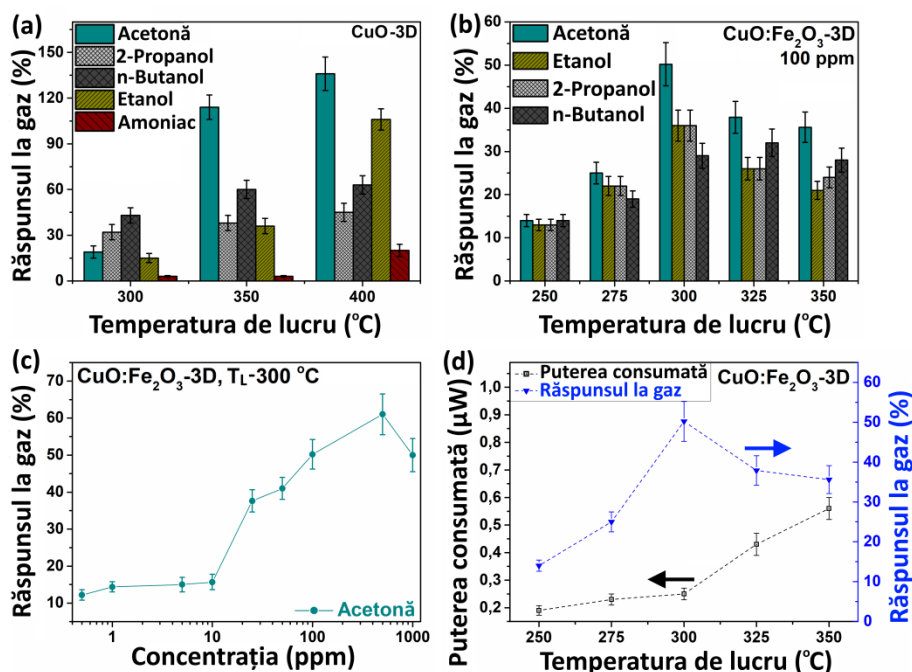 (a)
CuO-3D
Acetonă
2-Propanol
n-Butanol
Etanol
Amoniac
Răspunsul la gaz (%)
150
120
90
60
30
0
300 350 400
Temperatura de lucru (°C)
(b)
CuO:Fe₂O₃-3D
100 ppm
Acetonă
Etanol
2-Propanol
n-Butanol
Răspunsul la gaz (%)
60
50
40
30
20
10
0
250 275 300 325 350
Temperatura de lucru (°C)
(c)
CuO:Fe₂O₃-3D, T_L-300 °C
Răspunsul la gaz (%)
70
60
50
40
30
20
10
0
Acetonă
1 10 100 1000
Concentrația (ppm)
(d)
CuO:Fe₂O₃-3D
Puterea consumată
Răspunsul la gaz
Puterea consumată (µW)
1,0
0,9
0,8
0,6
0,5
0,3
0,2
60
50
40
30
20
10
0
Răspunsul la gaz (%)
250 275 300 325 350
Temperatura de lucru (°C)